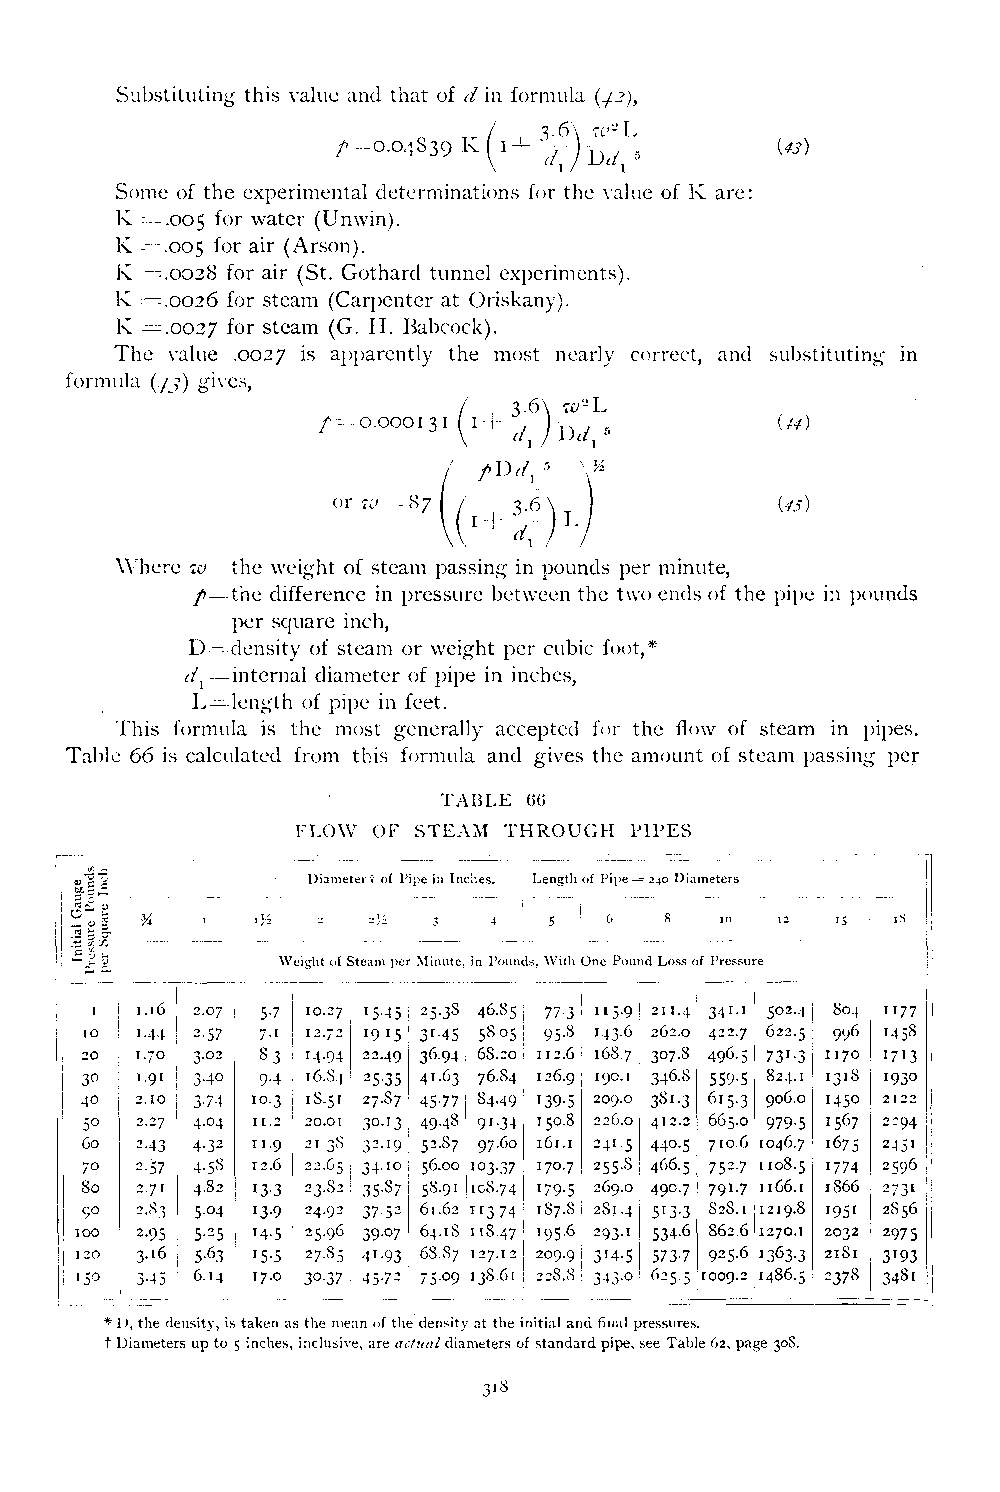 Substituting this value and that of d in formula (42),
p = 0.04839 K (1 + 3.6/d₁) w²L/Dd₁⁵ (43)
Some of the experimental determinations for the value of K are:
K = .005 for water (Unwin).
K = .005 for air (Arson).
K = .0028 for air (St. Gothard tunnel experiments).
K = .0026 for steam (Carpenter at Oriskany).
K = .0027 for steam (G. H. Babcock).
The value .0027 is apparently the most nearly correct, and substituting in
formula (43) gives,
p = 0.000131 (1 + 3.6/d₁) w²L/Dd₁⁵ (44)
or w = 87 (pDd₁⁵ / ((1 + 3.6/d₁) L))^½ (45)
Where w the weight of steam passing in pounds per minute,
p=the difference in pressure between the two ends of the pipe in pounds
per square inch,
D=density of steam or weight per cubic foot,*
d₁=internal diameter of pipe in inches,
L=length of pipe in feet.
This formula is the most generally accepted for the flow of steam in pipes.
Table 66 is calculated from this formula and gives the amount of steam passing per
TABLE 66
FLOW OF STEAM THROUGH PIPES
Initial Gauge
Pressure Pounds
per Square Inch
Diameter† of Pipe in Inches. Length of Pipe = 240 Diameters
¾ 1 1½ 2 2½ 3 4 5 6 8 10 12 15 18
Weight of Steam per Minute, in Pounds, With One Pound Loss of Pressure
1 1.16 2.07 5.7 10.27 15.45 25.38 46.85 77.3 115.9 211.4 341.1 502.4 804 1177
10 1.44 2.57 7.1 12.72 19.15 31.45 58.05 95.8 143.6 262.0 422.7 622.5 996 1458
20 1.70 3.02 8.3 14.94 22.49 36.94 68.20 112.6 168.7 307.8 496.5 731.3 1170 1713
30 1.91 3.40 9.4 16.84 25.35 41.63 76.84 126.9 190.1 346.8 559.5 824.1 1318 1930
40 2.10 3.74 10.3 18.51 27.87 45.77 84.49 139.5 209.0 381.3 615.3 906.0 1450 2122
50 2.27 4.04 11.2 20.01 30.13 49.48 91.34 150.8 226.0 412.2 665.0 979.5 1567 2294
60 2.43 4.32 11.9 21.38 32.19 52.87 97.60 161.1 241.5 440.5 710.6 1046.7 1675 2451
70 2.57 4.58 12.6 22.65 34.10 56.00 103.37 170.7 255.8 466.5 752.7 1108.5 1774 2596
80 2.71 4.82 13.3 23.82 35.87 58.91 108.74 179.5 269.0 490.7 791.7 1166.1 1866 2731
90 2.83 5.04 13.9 24.92 37.52 61.62 113.74 187.8 281.4 513.3 828.1 1219.8 1951 2856
100 2.95 5.25 14.5 25.96 39.07 64.18 118.47 195.6 293.1 534.6 862.6 1270.1 2032 2975
120 3.16 5.63 15.5 27.85 41.93 68.87 127.12 209.9 314.5 573.7 925.6 1363.3 2181 3193
150 3.45 6.14 17.0 30.37 45.72 75.09 138.61 228.8 343.0 625.5 1009.2 1486.5 2378 3481
* D, the density, is taken as the mean of the density at the initial and final pressures.
† Diameters up to 5 inches, inclusive, are actual diameters of standard pipe, see Table 62, page 308.
318